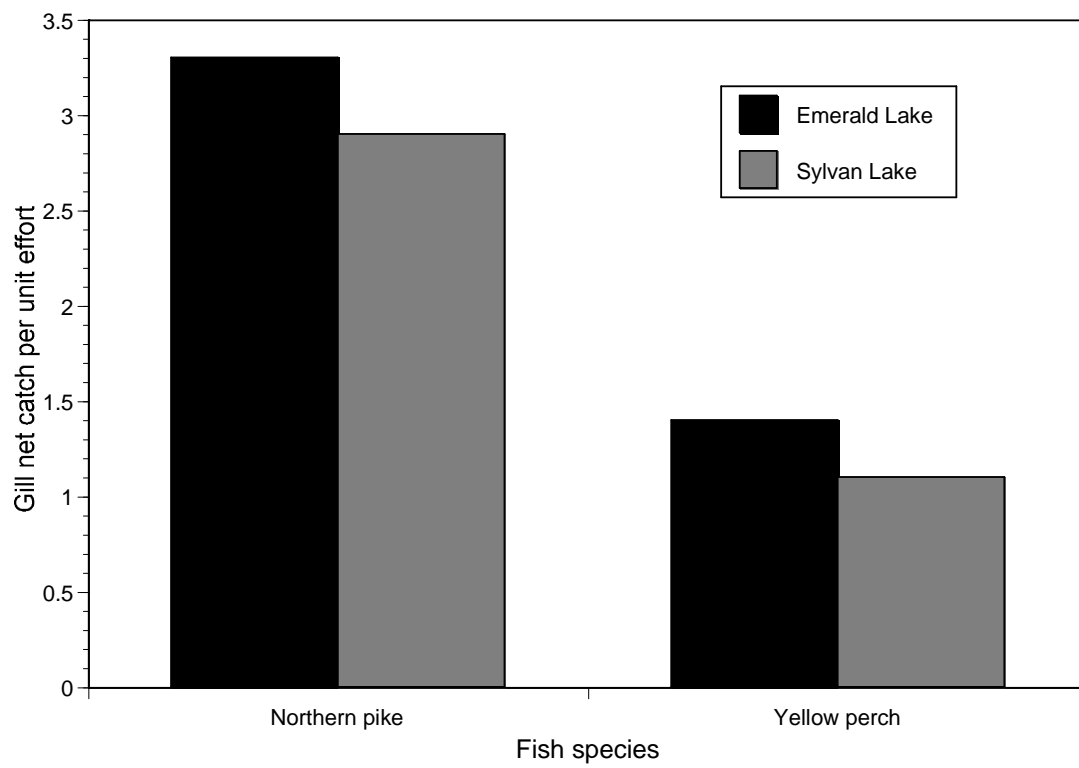 3.5
3
2.5
2
1.5
1
0.5
0
Gill net catch per unit effort
Emerald Lake
Sylvan Lake
Northern pike
Yellow perch
Fish species